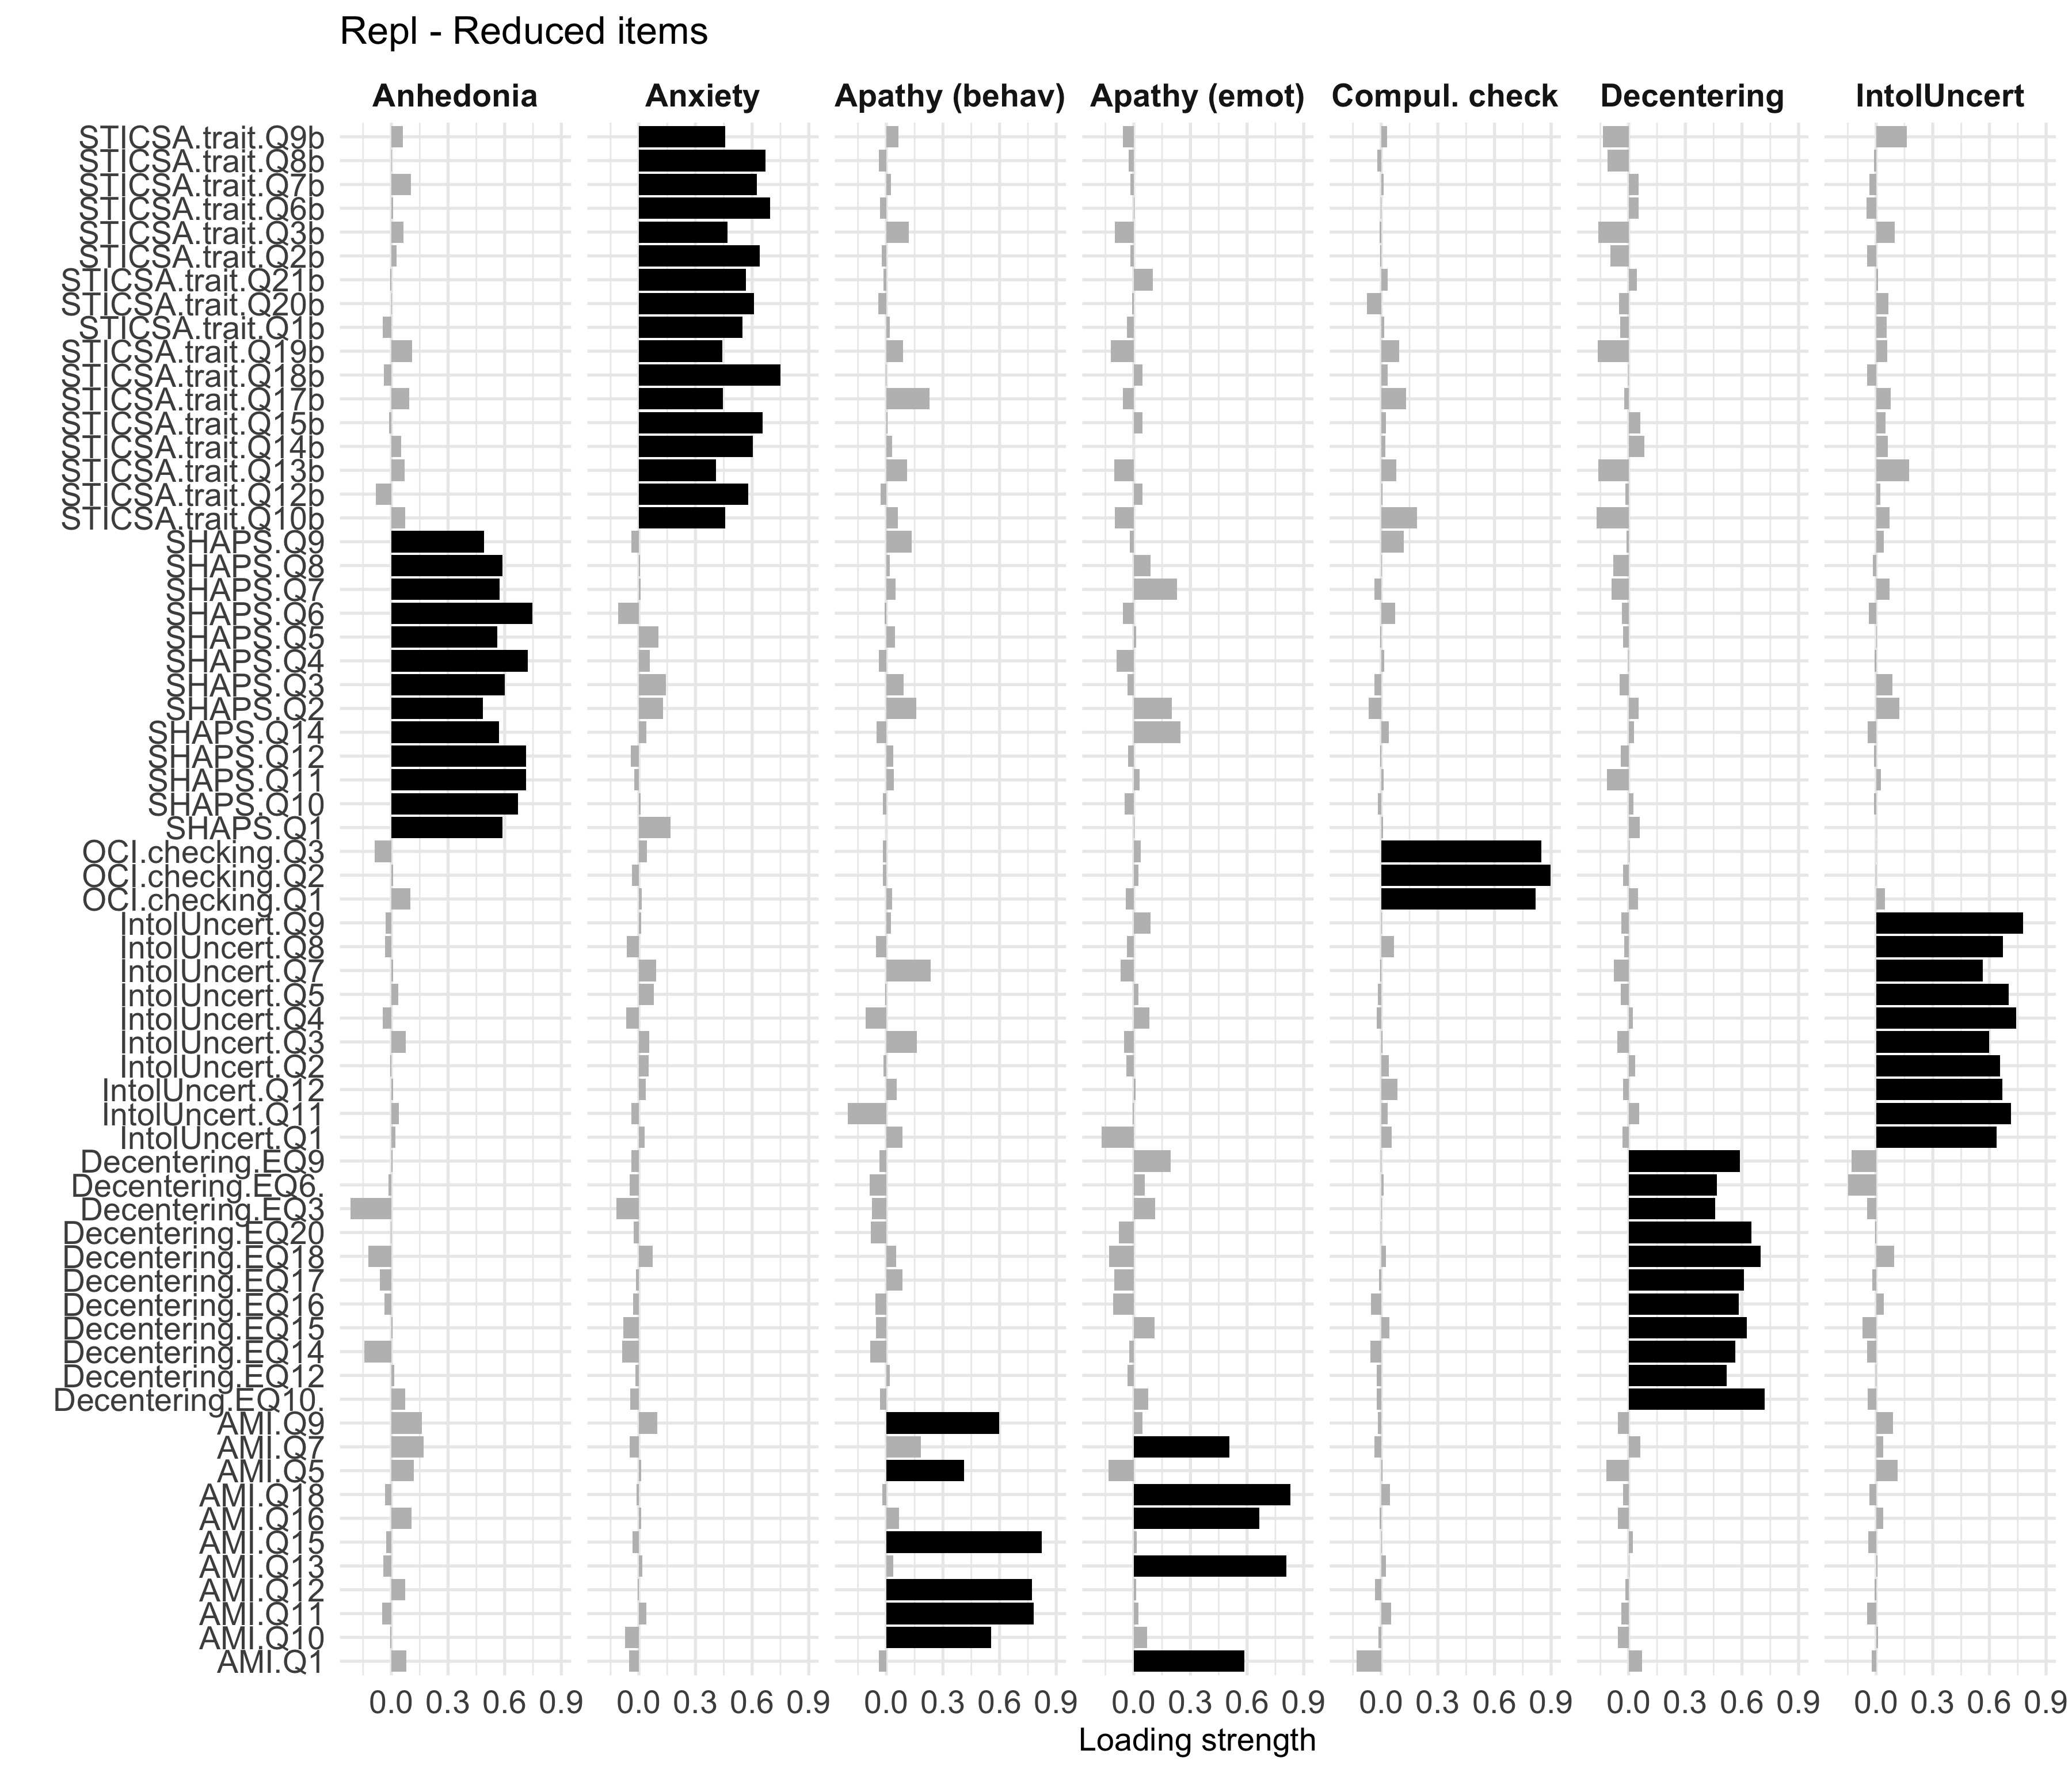 Repl - Reduced items
Anhedonia Anxiety Apathy (behav) Apathy (emot) Compul. check Decentering IntolUncert
STICSA.trait.Q9b
STICSA.trait.Q8b
STICSA.trait.Q7b
STICSA.trait.Q6b
STICSA.trait.Q3b
STICSA.trait.Q2b
STICSA.trait.Q21b
STICSA.trait.Q20b
STICSA.trait.Q1b
STICSA.trait.Q19b
STICSA.trait.Q18b
STICSA.trait.Q17b
STICSA.trait.Q15b
STICSA.trait.Q14b
STICSA.trait.Q13b
STICSA.trait.Q12b
STICSA.trait.Q10b
SHAPS.Q9
SHAPS.Q8
SHAPS.Q7
SHAPS.Q6
SHAPS.Q5
SHAPS.Q4
SHAPS.Q3
SHAPS.Q2
SHAPS.Q14
SHAPS.Q12
SHAPS.Q11
SHAPS.Q10
SHAPS.Q1
OCI.checking.Q3
OCI.checking.Q2
OCI.checking.Q1
IntolUncert.Q9
IntolUncert.Q8
IntolUncert.Q7
IntolUncert.Q5
IntolUncert.Q4
IntolUncert.Q3
IntolUncert.Q2
IntolUncert.Q12
IntolUncert.Q11
IntolUncert.Q1
Decentering.EQ9
Decentering.EQ6.
Decentering.EQ3
Decentering.EQ20
Decentering.EQ18
Decentering.EQ17
Decentering.EQ16
Decentering.EQ15
Decentering.EQ14
Decentering.EQ12
Decentering.EQ10.
AMI.Q9
AMI.Q7
AMI.Q5
AMI.Q18
AMI.Q16
AMI.Q15
AMI.Q13
AMI.Q12
AMI.Q11
AMI.Q10
AMI.Q1
0.0 0.3 0.6 0.9 0.0 0.3 0.6 0.9 0.0 0.3 0.6 0.9 0.0 0.3 0.6 0.9 0.0 0.3 0.6 0.9 0.0 0.3 0.6 0.9 0.0 0.3 0.6 0.9
Loading strength